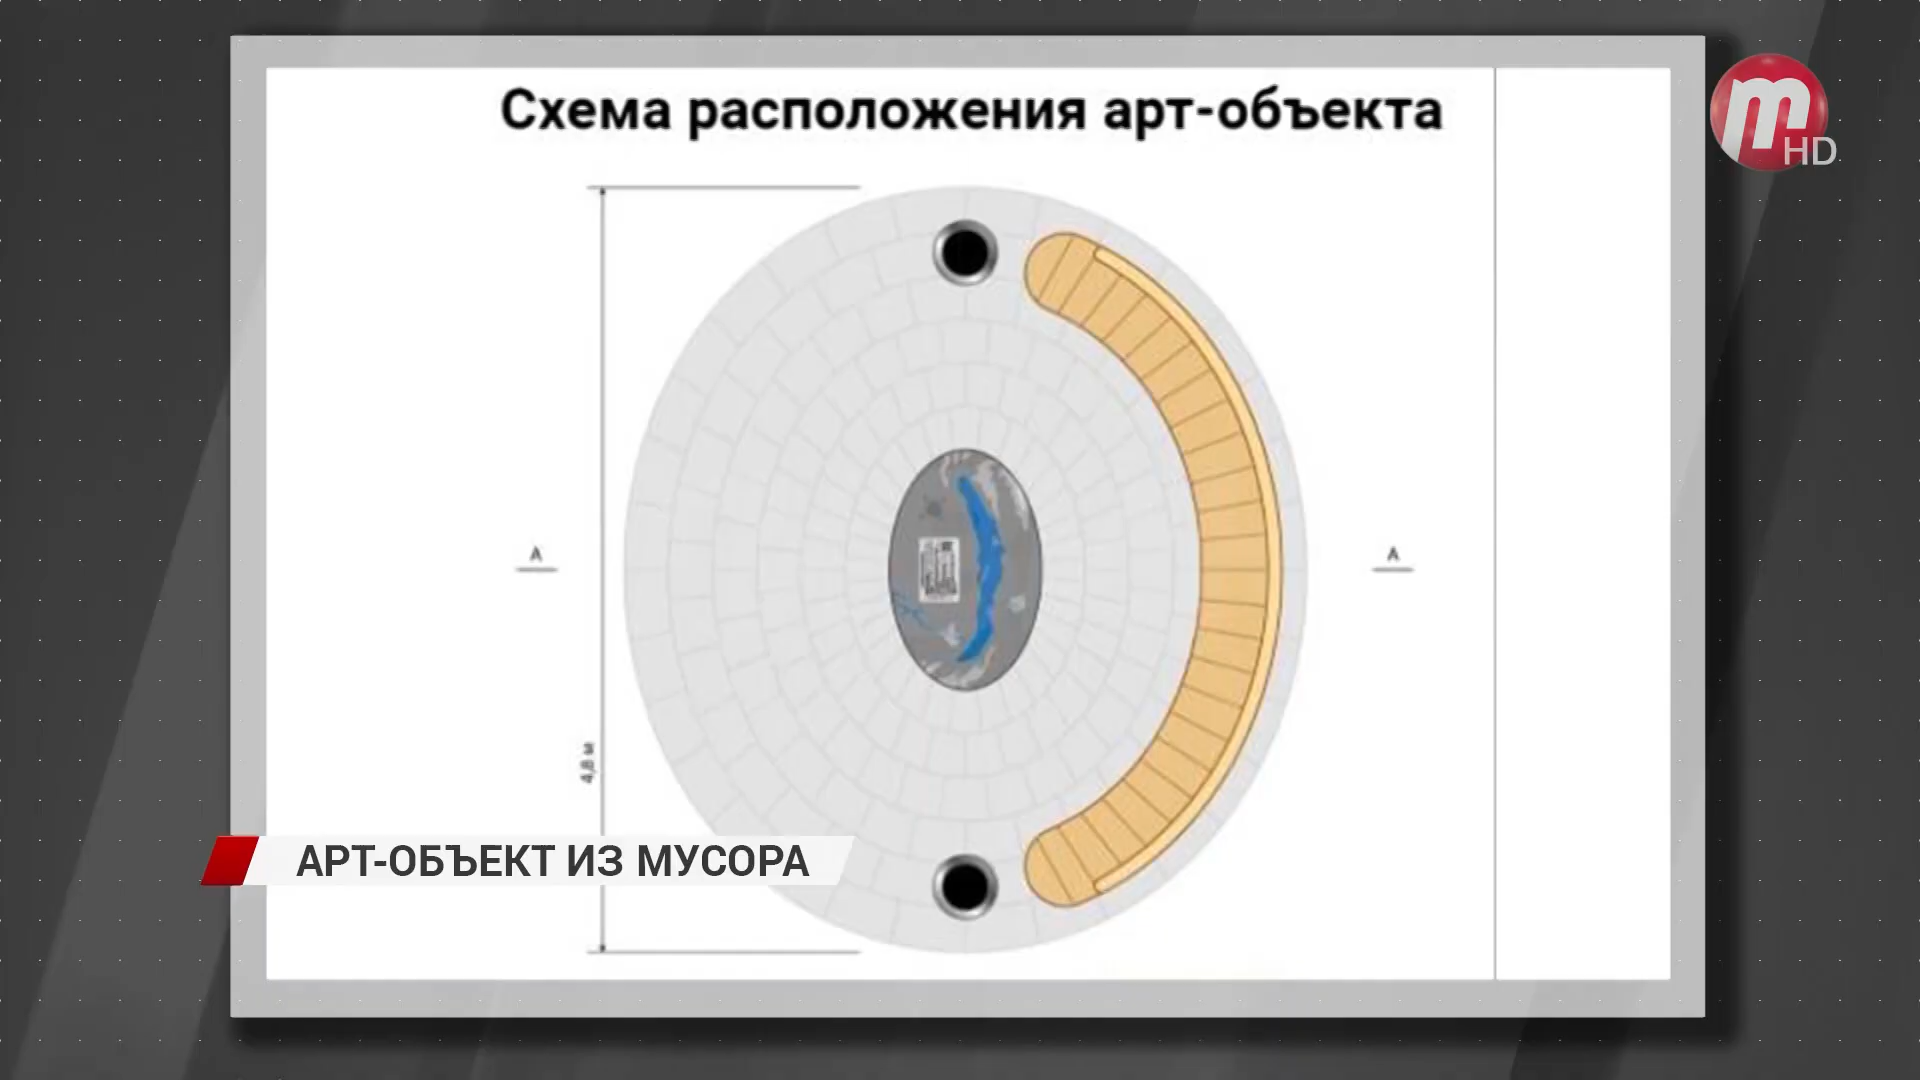 Схема расположения арт-объекта
m
HD
A
A
4,8 м
АРТ-ОБЪЕКТ ИЗ МУСОРА